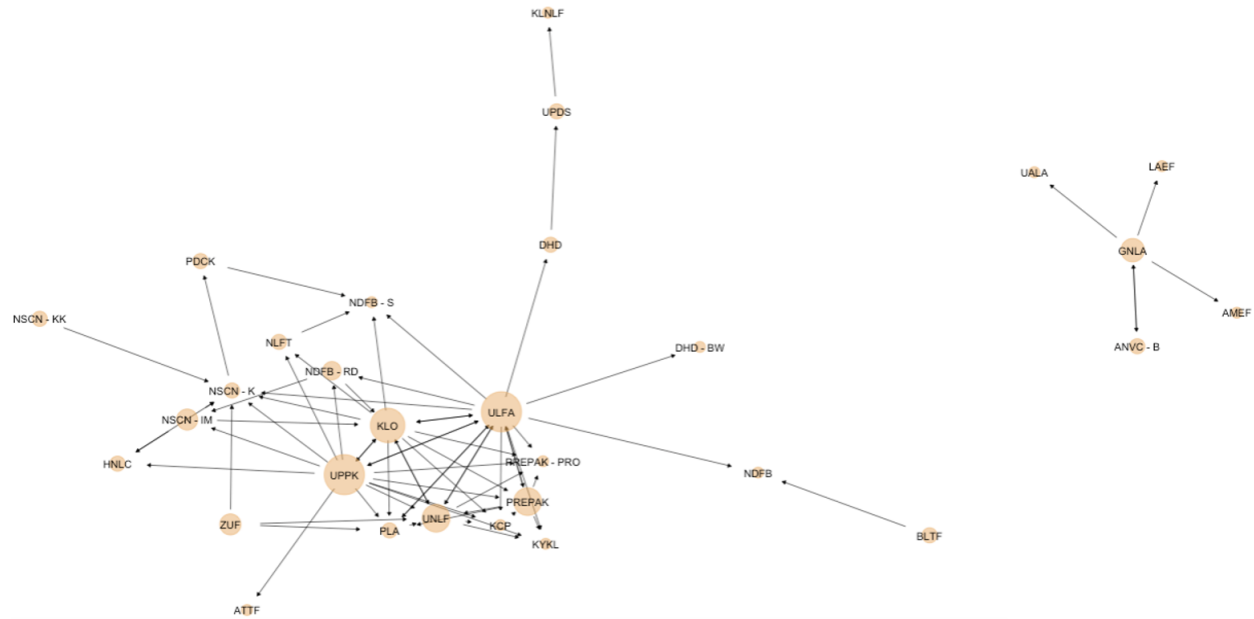 KLNLF
UPDS
UALA
LAEF
DHD
GNLA
PDCK
NDFB - S
AMEF
NSCN - KK
NLFT
DHD - BW
ANVC - B
NDFB - RD
NSCN - K
NSCN - IM
KLO
ULFA
HNLC
PREPAK - PRO
UPPK
NDFB
PREPAK
ZUF
PLA
UNLF
KCP
KYKL
BLTF
ATTF